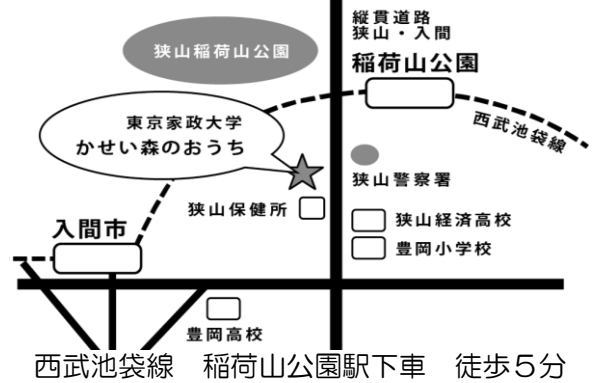 縦貫道路
狭山・入間
狭山稲荷山公園
稲荷山公園
東京家政大学
かせい森のおうち
西武池袋線
狭山警察署
狭山保健所
狭山経済高校
入間市
豊岡小学校
豊岡高校
西武池袋線　稲荷山公園駅下車　徒歩５分